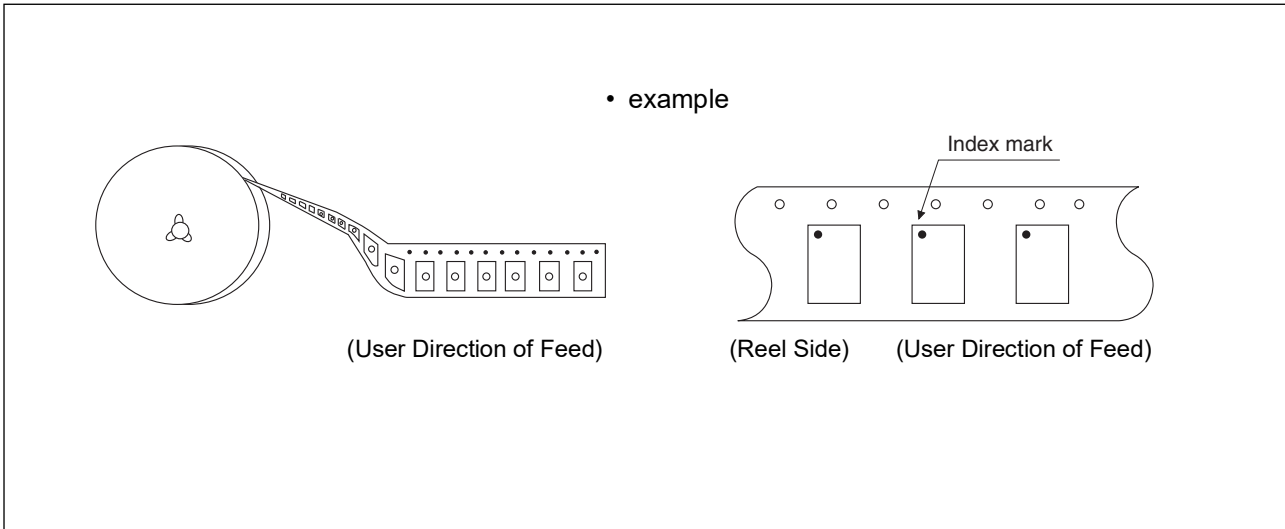 • example
Index mark
(User Direction of Feed)
(Reel Side)
(User Direction of Feed)